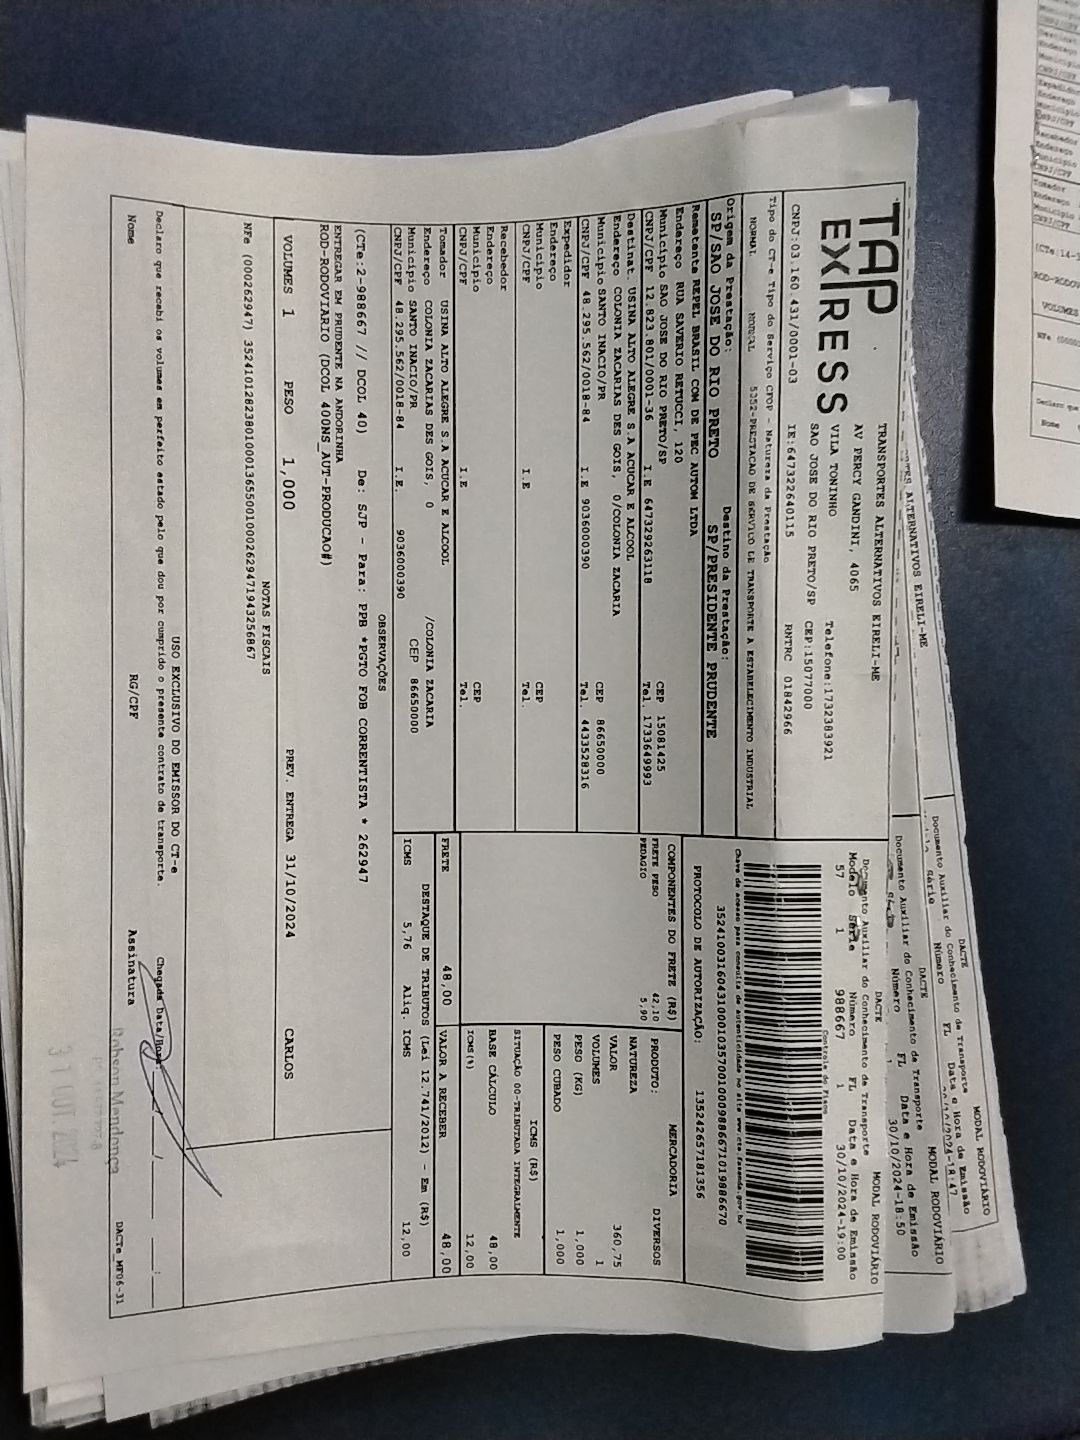 TAP
EXPRESS
TRANSPORTES ALTERNATIVOS EIRELI-ME
AV PERCY GANDINI, 4065
VILA TONINHO
Telefone:1732383921
SAO JOSE DO RIO PRETO/SP
CEP:15077000
CNPJ:03.160.431/0001-03
IE:647322640115
RNTRC 01842966
MODAL RODOVIÁRIO
DACTE
Documento Auxiliar do Conhecimento de Transporte
Modelo Série Número FL Data e Hora de Emissão
57 1 988667 1 30/10/2024-19:00
Controle do Fisco
Chave de acesso para consulta de autenticidade no site www.cte.fazenda.gov.br
PROTOCOLO DE AUTORIZAÇÃO: 135242657181356
Tipo do CT-e Tipo do Serviço CFOP - Natureza da Prestação
NORMAL NORMAL 5352-PRESTACAO DE SERVICO DE TRANSPORTE A ESTABELECIMENTO INDUSTRIAL
Origem da Prestação: Destino da Prestação:
SP/SAO JOSE DO RIO PRETO SP/PRESIDENTE PRUDENTE
Remetente REPEL BRASIL COM DE PEC AUTOM LTDA
Endereço RUA SAVERIO RETUCCI, 120
Município SAO JOSE DO RIO PRETO/SP CEP 15081425
CNPJ/CPF 12.823.801/0001-36 I.E 647329263118 Tel. 1733649993
Destinat USINA ALTO ALEGRE S.A ACUCAR E ALCOOL
Endereço COLONIA ZACARIAS DES GOIS, 0/COLONIA ZACARIA
Município SANTO INACIO/PR CEP 86650000
CNPJ/CPF 48.295.562/0018-84 I.E 9036000390 Tel. 4433528316
Expedidor
Endereço
Município CEP
CNPJ/CPF I.E Tel.
Recebedor
Endereço
Município CEP
CNPJ/CPF I.E Tel.
Tomador USINA ALTO ALEGRE S.A ACUCAR E ALCOOL
Endereço COLONIA ZACARIAS DES GOIS, 0 /COLONIA ZACARIA
Município SANTO INACIO/PR CEP 86650000
CNPJ/CPF 48.295.562/0018-84 I.E. 9036000390
COMPONENTES DO FRETE (R$)
FRETE PESO 42,10
PEDAGIO 5,90
MERCADORIA
PRODUTO: DIVERSOS
NATUREZA
VALOR 360,75
VOLUMES 1
PESO (KG) 1,000
PESO CUBADO 1,000
ICMS (R$)
SITUAÇÃO 00-TRIBUTADA INTEGRALMENTE
BASE CÁLCULO 48,00
ICMS (%) 12,00
FRETE 48,00
VALOR A RECEBER 48,00
DESTAQUE DE TRIBUTOS (Lei 12.741/2012) - Em (R$)
ICMS 5,76 Aliq. ICMS 12,00
OBSERVAÇÕES
(CTe:2-988667 // DCOL 40) De: SJP - Para: PPB *PGTO FOB CORRENTISTA * 262947
ENTREGAR EM PRUDENTE NA ANDORINHA
ROD-RODOVIARIO (DCOL 400NS_AUT-PRODUCAO#)
VOLUMES 1 PESO 1,000 PREV. ENTREGA 31/10/2024 CARLOS
NOTAS FISCAIS
USO EXCLUSIVO DO EMISSOR DO CT-e
Declaro que recebi os volumes em perfeito estado pelo que dou por cumprido o presente contrato de transporte.
Chegada Data/Hora:
Nome RG/CPF Assinatura
Robson Mendonça
31 OUT. 2024
DACTe_MF06-31